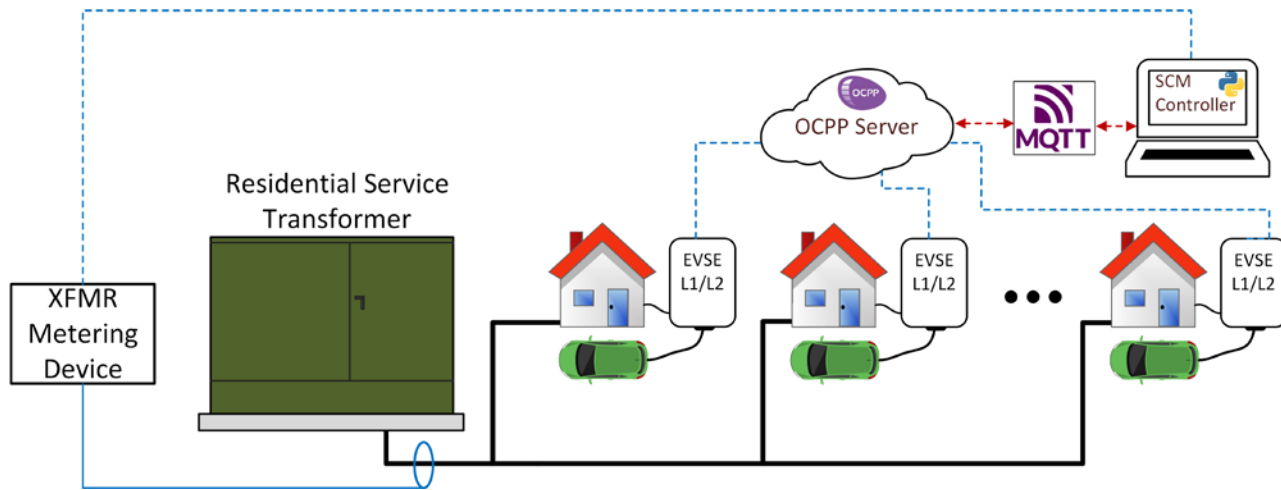 SCM
Controller
OCPP
OCPP Server
MQTT
Residential Service
Transformer
EVSE
L1/L2
EVSE
L1/L2
EVSE
L1/L2
XFMR
Metering
Device